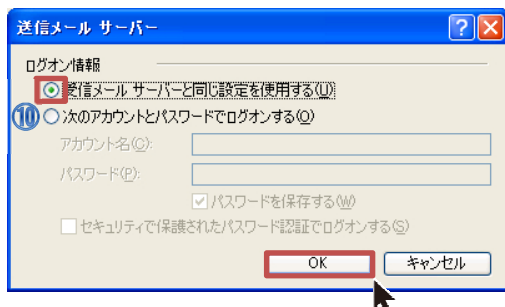 送信メール サーバー
ログオン情報
受信メール サーバーと同じ設定を使用する(U)
⑩ 次のアカウントとパスワードでログオンする(O)
アカウント名(C):
パスワード(P):
パスワードを保存する(W)
セキュリティで保護されたパスワード認証でログオンする(S)
OK キャンセル